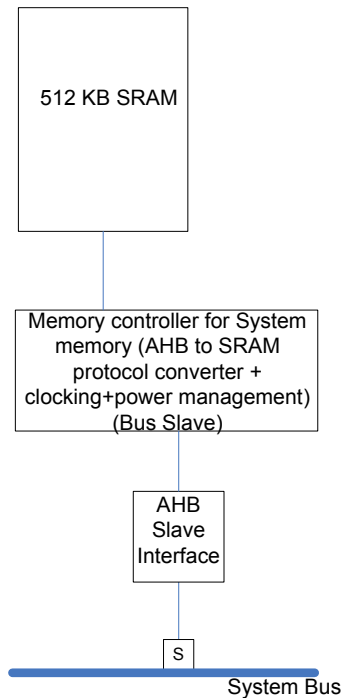 512 KB SRAM
Memory controller for System
memory (AHB to SRAM
protocol converter +
clocking+power management)
(Bus Slave)
AHB
Slave
Interface
S
System Bus